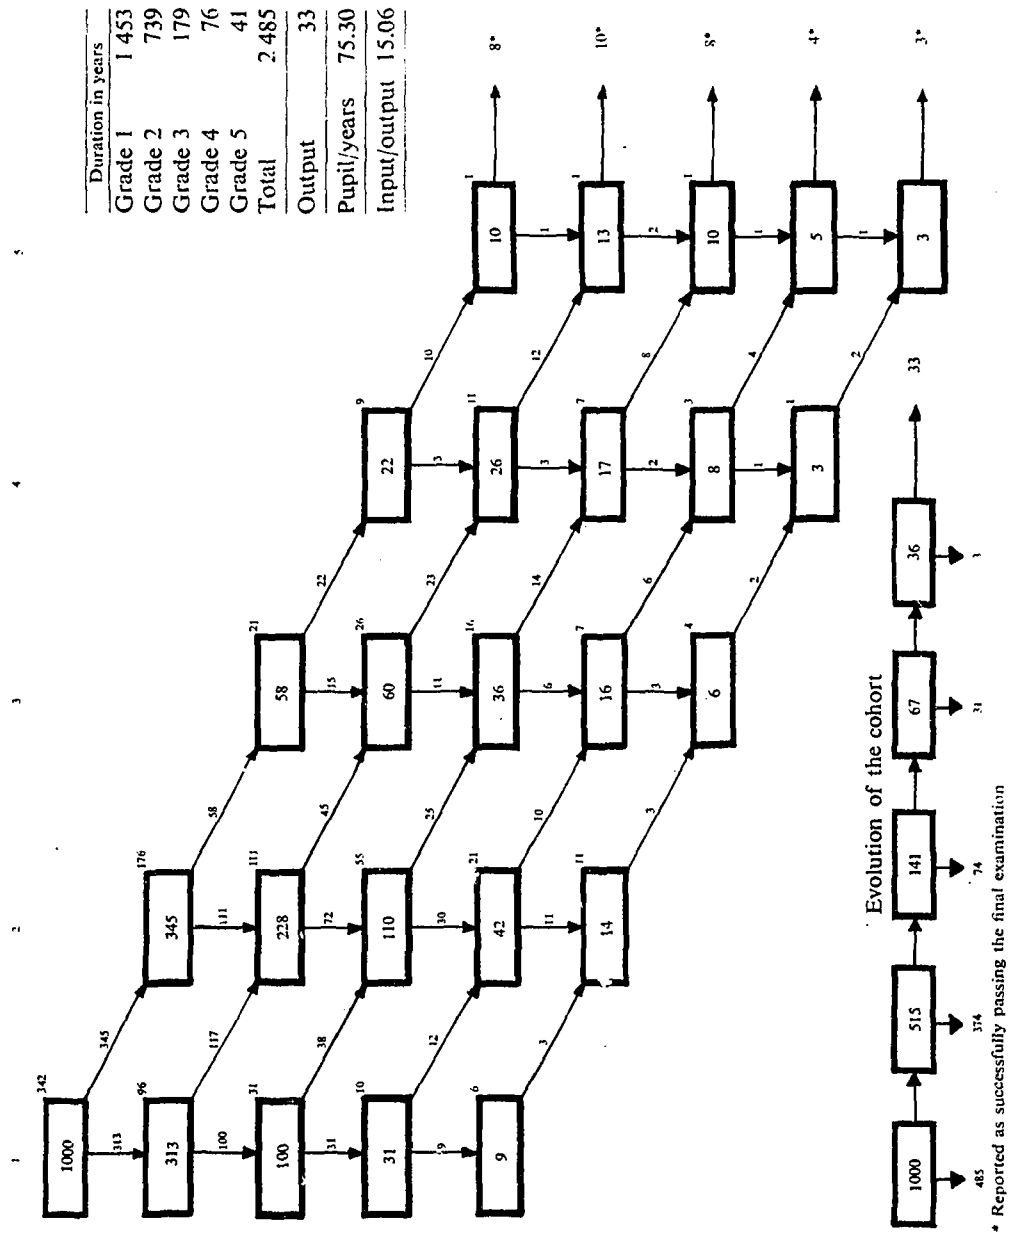 1 2 3 4 5
Duration in years
Grade 1 1 453
Grade 2 739
Grade 3 179
Grade 4 76
Grade 5 41
Total 2 485
Output 33
Pupil/years 75.30
Input/output 15.06
342
1000
313 345
96 176
313 345
100 117 111 58
31 111 21
100 228 58
31 38 72 45 15 22
10 55 26 9
31 110 60 22
9 12 30 25 11 23 3 10
6 21 16 11 1
9 42 36 26 10 8*
3 11 10 6 14 3 12 1
11 7 7 1
14 16 17 13 10*
3 3 6 2 8 2
4 3 1
6 8 10 8*
2 1 4 1
1 1
3 5 4*
2 1
3 3*
Evolution of the cohort
1000 515 141 67 36 33
485 374 74 31 3
* Reported as successfully passing the final examination